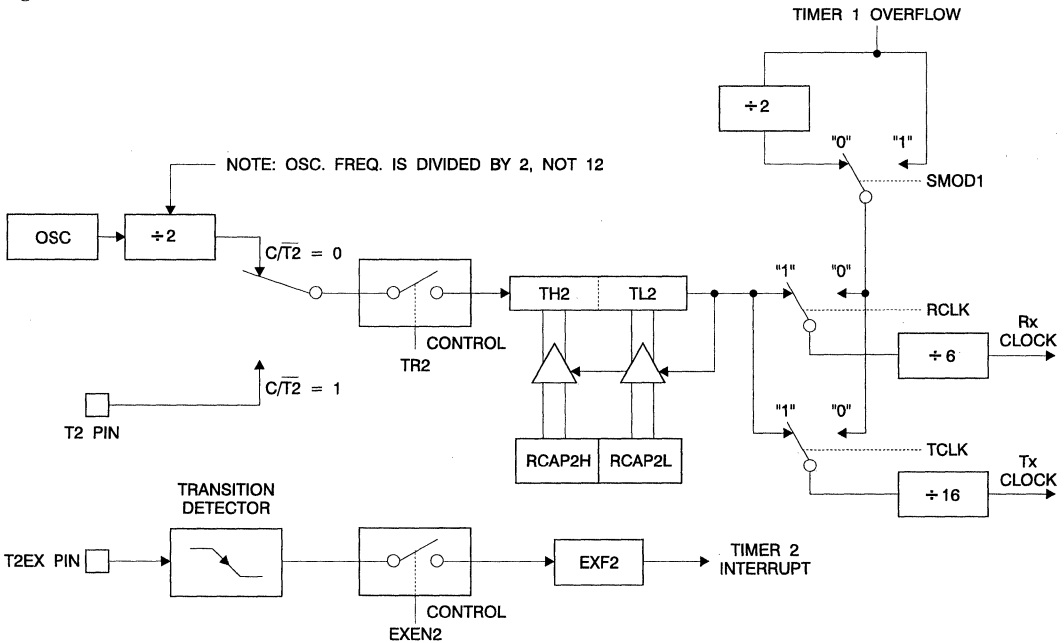 TIMER 1 OVERFLOW
÷2
"0" "1"
SMOD1
NOTE: OSC. FREQ. IS DIVIDED BY 2, NOT 12
OSC
÷2
C/T2̅ = 0
TH2 TL2
CONTROL
TR2
"1" "0"
RCLK
Rx
CLOCK
÷6
C/T2̅ = 1
T2 PIN
RCAP2H RCAP2L
"1" "0"
TCLK
Tx
CLOCK
÷16
TRANSITION
DETECTOR
T2EX PIN
CONTROL
EXEN2
EXF2
TIMER 2
INTERRUPT